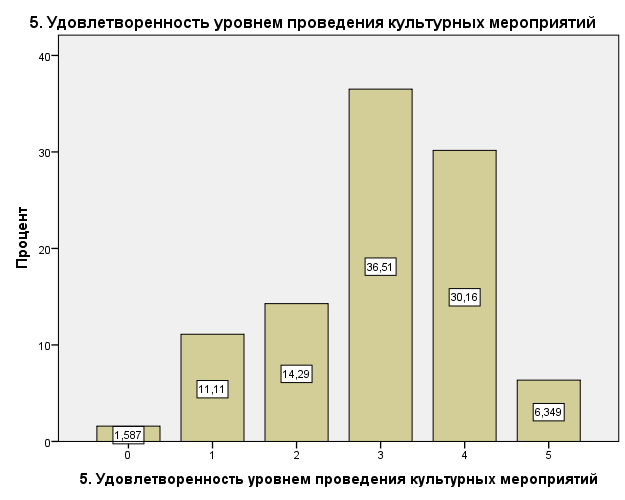 5. Удовлетворенность уровнем проведения культурных мероприятий
40
30
20
10
0
Процент
1,587
11,11
14,29
36,51
30,16
6,349
0 1 2 3 4 5
5. Удовлетворенность уровнем проведения культурных мероприятий